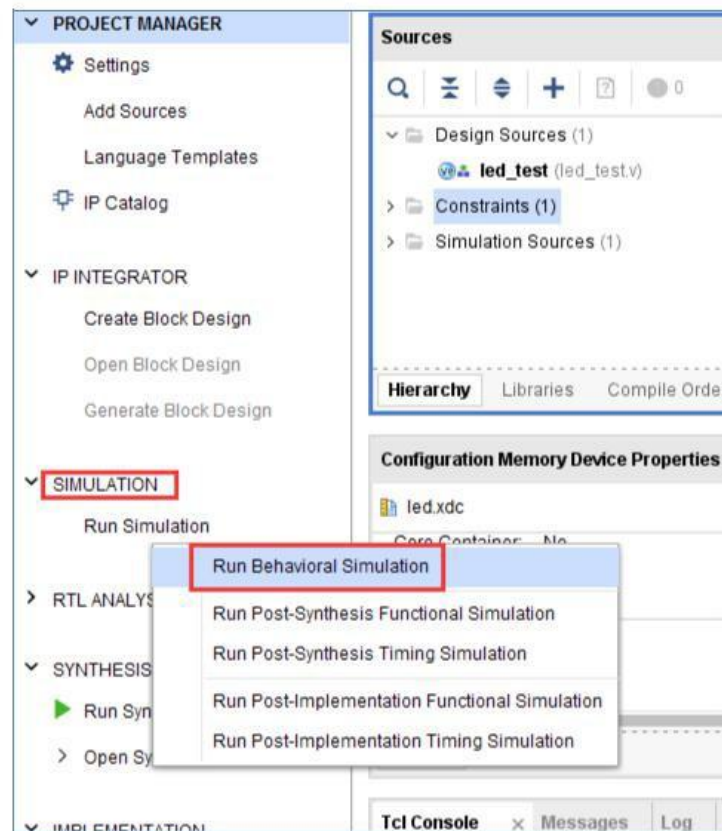 PROJECT MANAGER
Settings
Add Sources
Language Templates
IP Catalog
IP INTEGRATOR
Create Block Design
Open Block Design
Generate Block Design
SIMULATION
Run Simulation
Run Behavioral Simulation
Run Post-Synthesis Functional Simulation
Run Post-Synthesis Timing Simulation
Run Post-Implementation Functional Simulation
Run Post-Implementation Timing Simulation
RTL ANALYS
SYNTHESIS
Run Syn
Open Sy
IMPLEMENTATION
Sources
0
Design Sources (1)
led_test (led_test.v)
Constraints (1)
Simulation Sources (1)
Hierarchy Libraries Compile Orde
Configuration Memory Device Properties
led.xdc
Core Container: No
Tcl Console × Messages Log